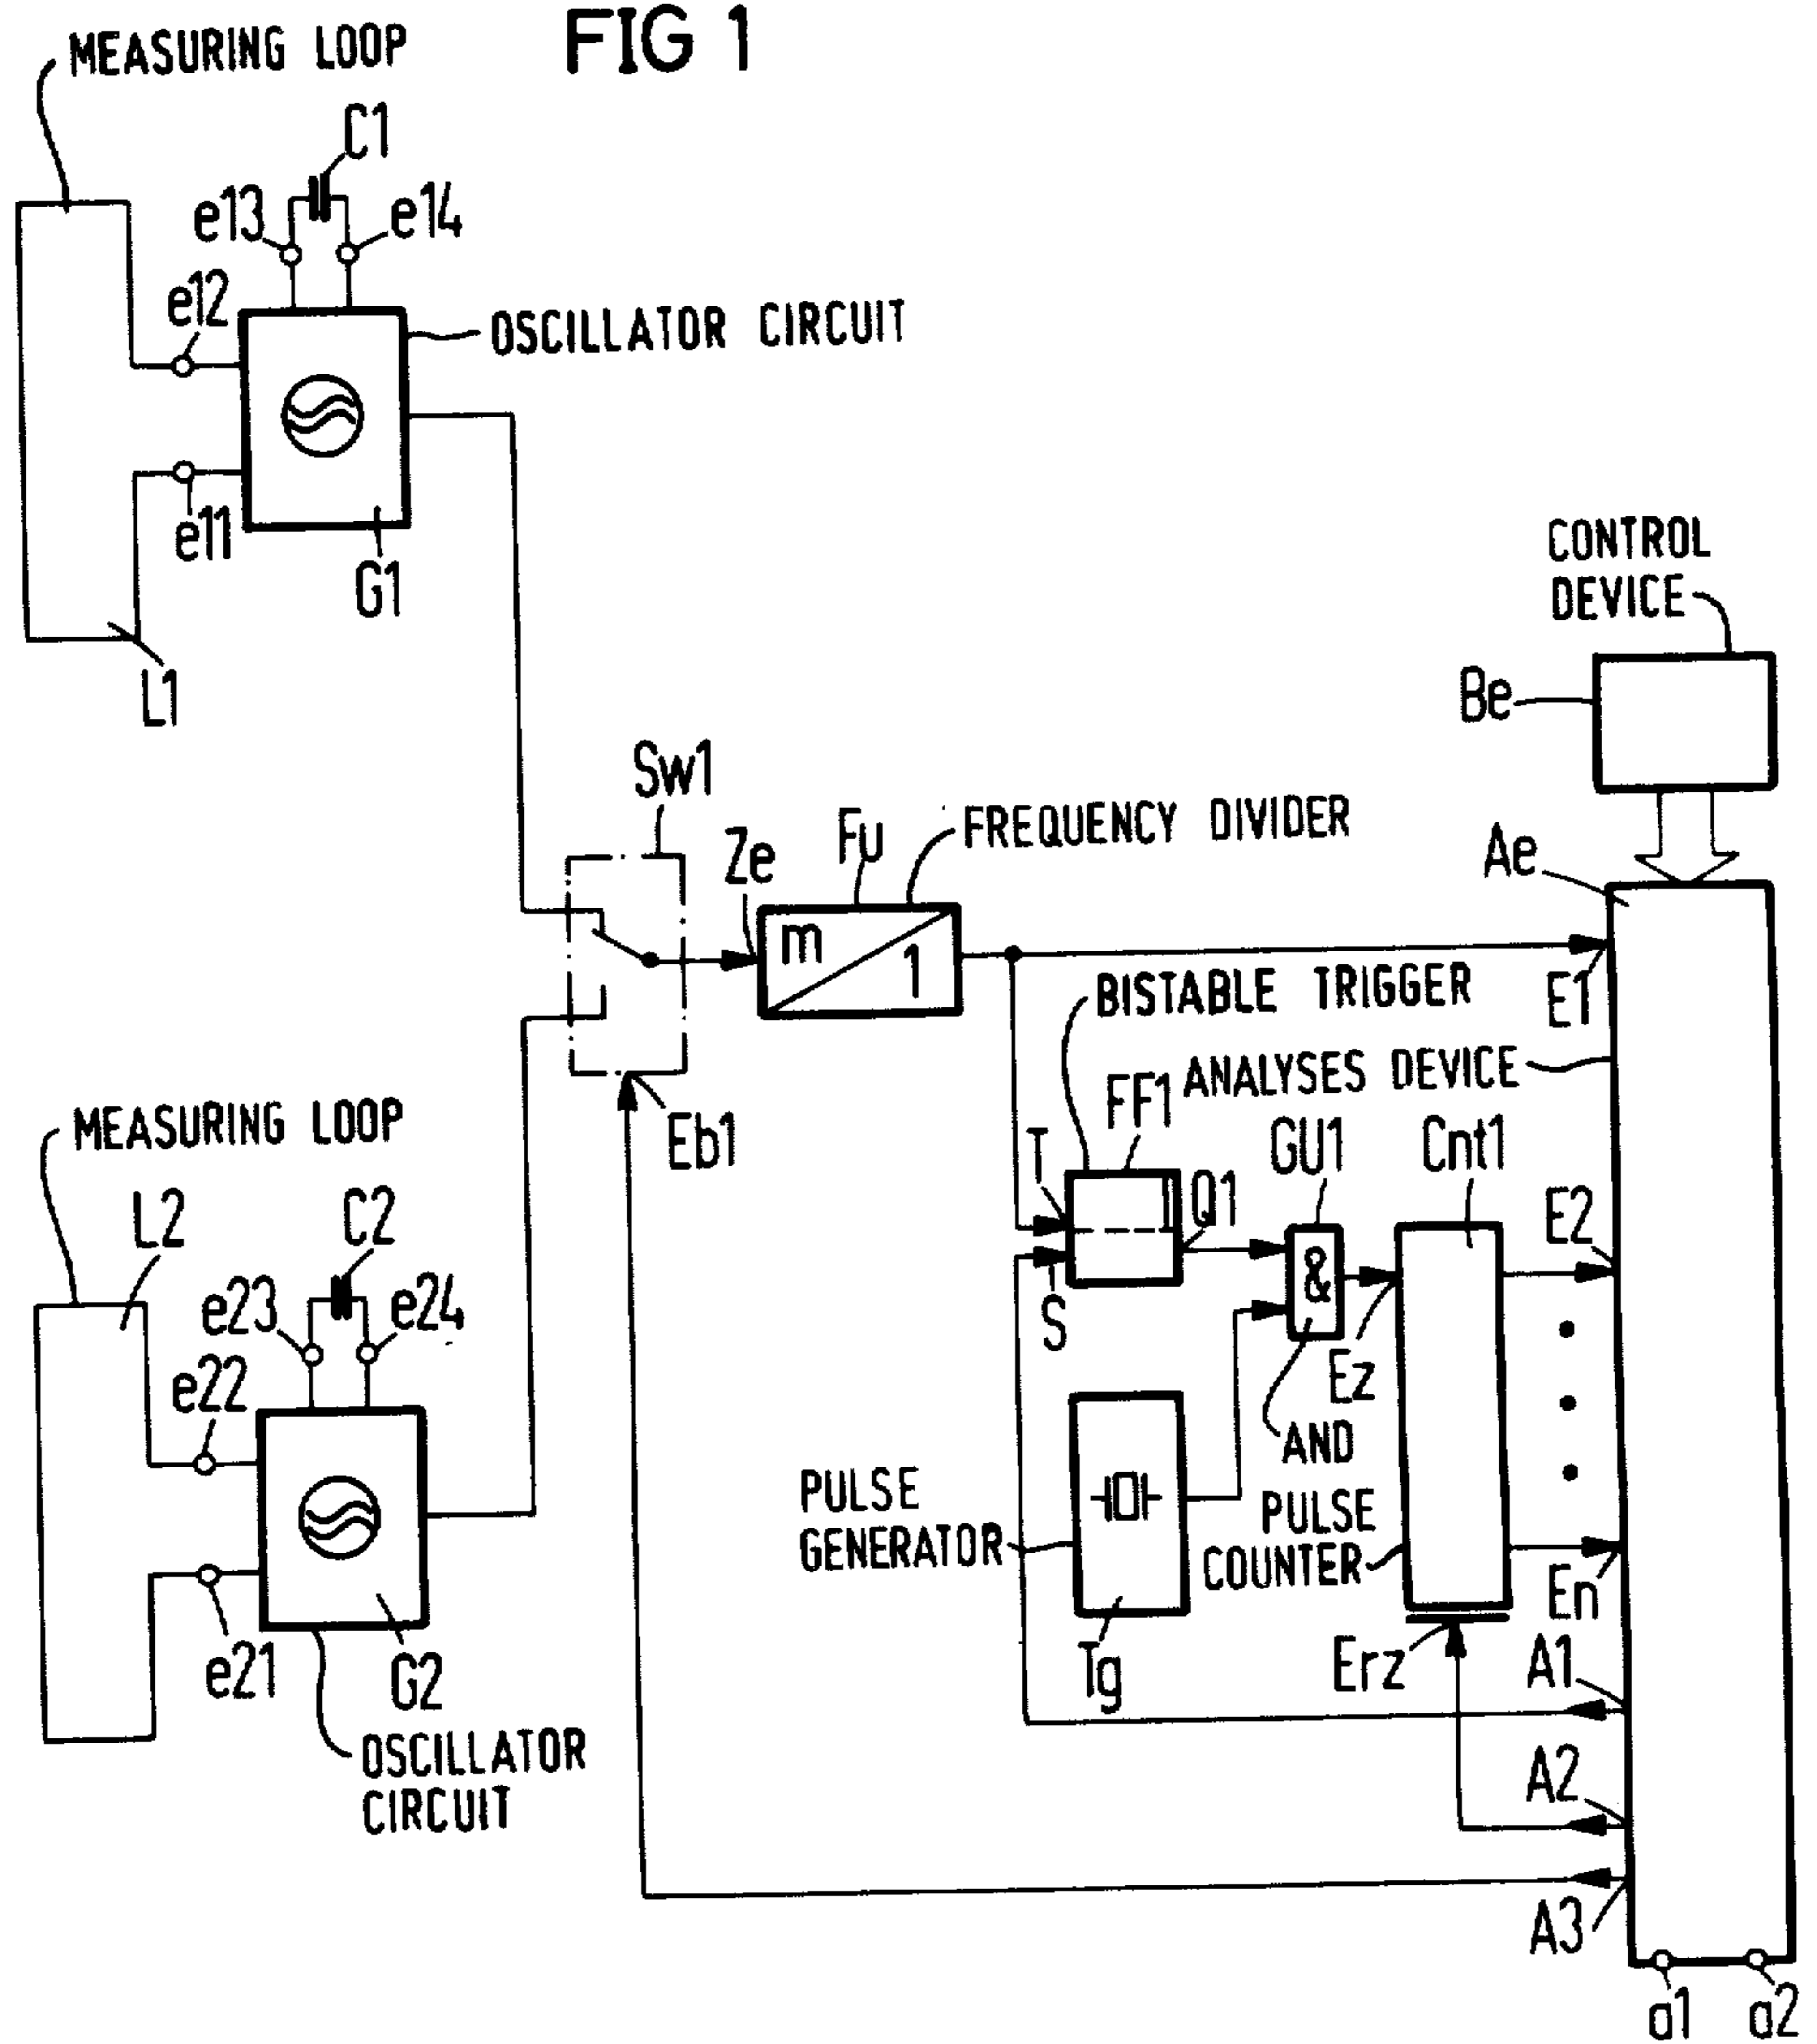 FIG 1
MEASURING LOOP
C1
e13
e14
e12
OSCILLATOR CIRCUIT
e11
G1
L1
CONTROL
DEVICE
Be
Sw1
Ze
Fu
FREQUENCY DIVIDER
Ae
m
1
E1
BISTABLE TRIGGER
ANALYSES DEVICE
FF1
MEASURING LOOP
Eb1
T
GU1
Cnt1
Q1
L2
C2
E2
e23
e24
S
&
Ez
e22
AND
PULSE
GENERATOR
PULSE
COUNTER
En
e21
G2
Tg
Erz
A1
OSCILLATOR
CIRCUIT
A2
A3
a1
a2